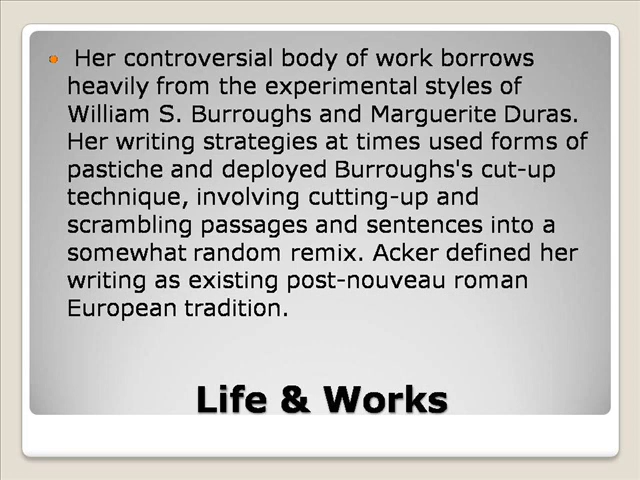 Her controversial body of work borrows
heavily from the experimental styles of
William S. Burroughs and Marguerite Duras.
Her writing strategies at times used forms of
pastiche and deployed Burroughs's cut-up
technique, involving cutting-up and
scrambling passages and sentences into a
somewhat random remix. Acker defined her
writing as existing post-nouveau roman
European tradition.
Life & Works